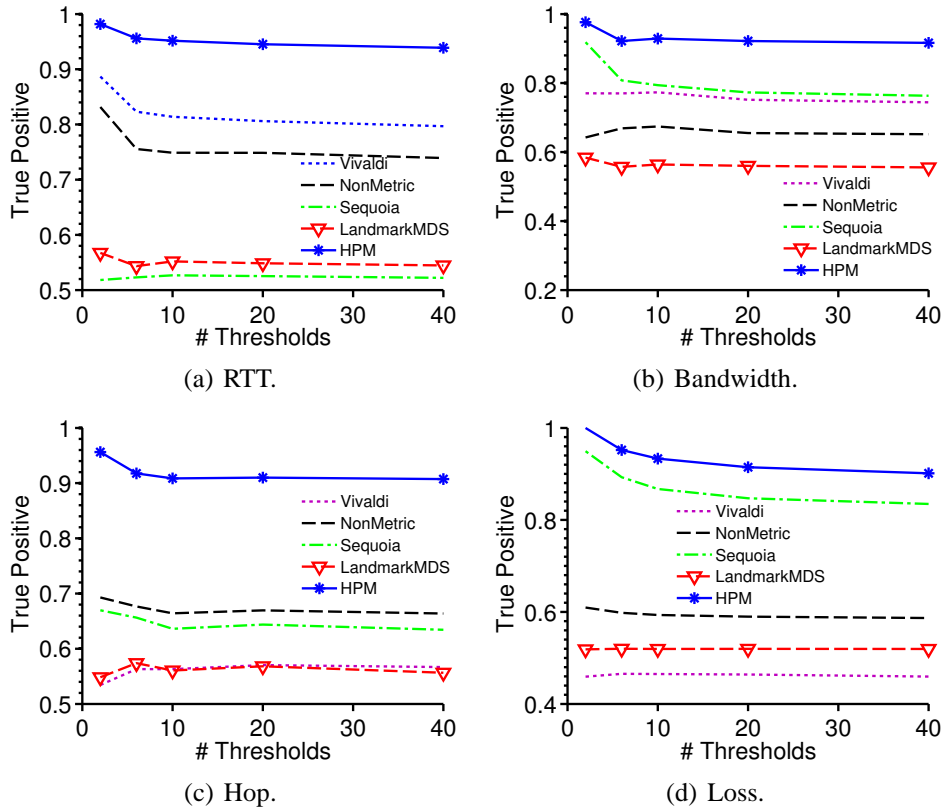 1
0.9
0.8
0.7
0.6
0.5
0 10 20 30 40
True Positive
# Thresholds
Vivaldi
NonMetric
Sequoia
LandmarkMDS
HPM
(a) RTT.
1
0.8
0.6
0.4
0.2
0 10 20 30 40
True Positive
# Thresholds
Vivaldi
NonMetric
Sequoia
LandmarkMDS
HPM
(b) Bandwidth.
1
0.9
0.8
0.7
0.6
0.5
0 10 20 30 40
True Positive
# Thresholds
Vivaldi
NonMetric
Sequoia
LandmarkMDS
HPM
(c) Hop.
1
0.8
0.6
0.4
0 10 20 30 40
True Positive
# Thresholds
Vivaldi
NonMetric
Sequoia
LandmarkMDS
HPM
(d) Loss.